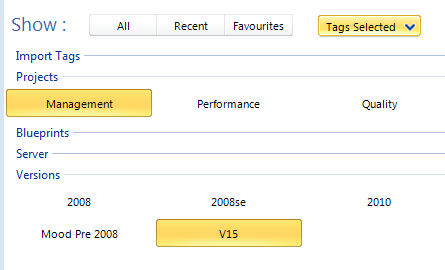 Show : All Recent Favourites Tags Selected
Import Tags
Projects
Management Performance Quality
Blueprints
Server
Versions
2008 2008se 2010
Mood Pre 2008 V15